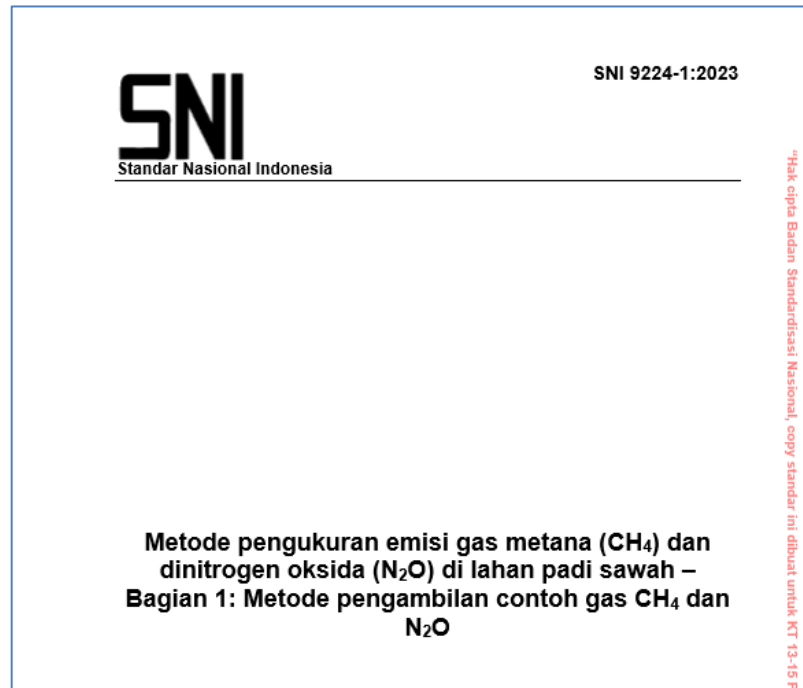 SNI 9224-1:2023
SNI
Standar Nasional Indonesia
Metode pengukuran emisi gas metana (CH₄) dan
dinitrogen oksida (N₂O) di lahan padi sawah –
Bagian 1: Metode pengambilan contoh gas CH₄ dan
N₂O
“Hak cipta Badan Standardisasi Nasional, copy standar ini dibuat untuk KT 13-15